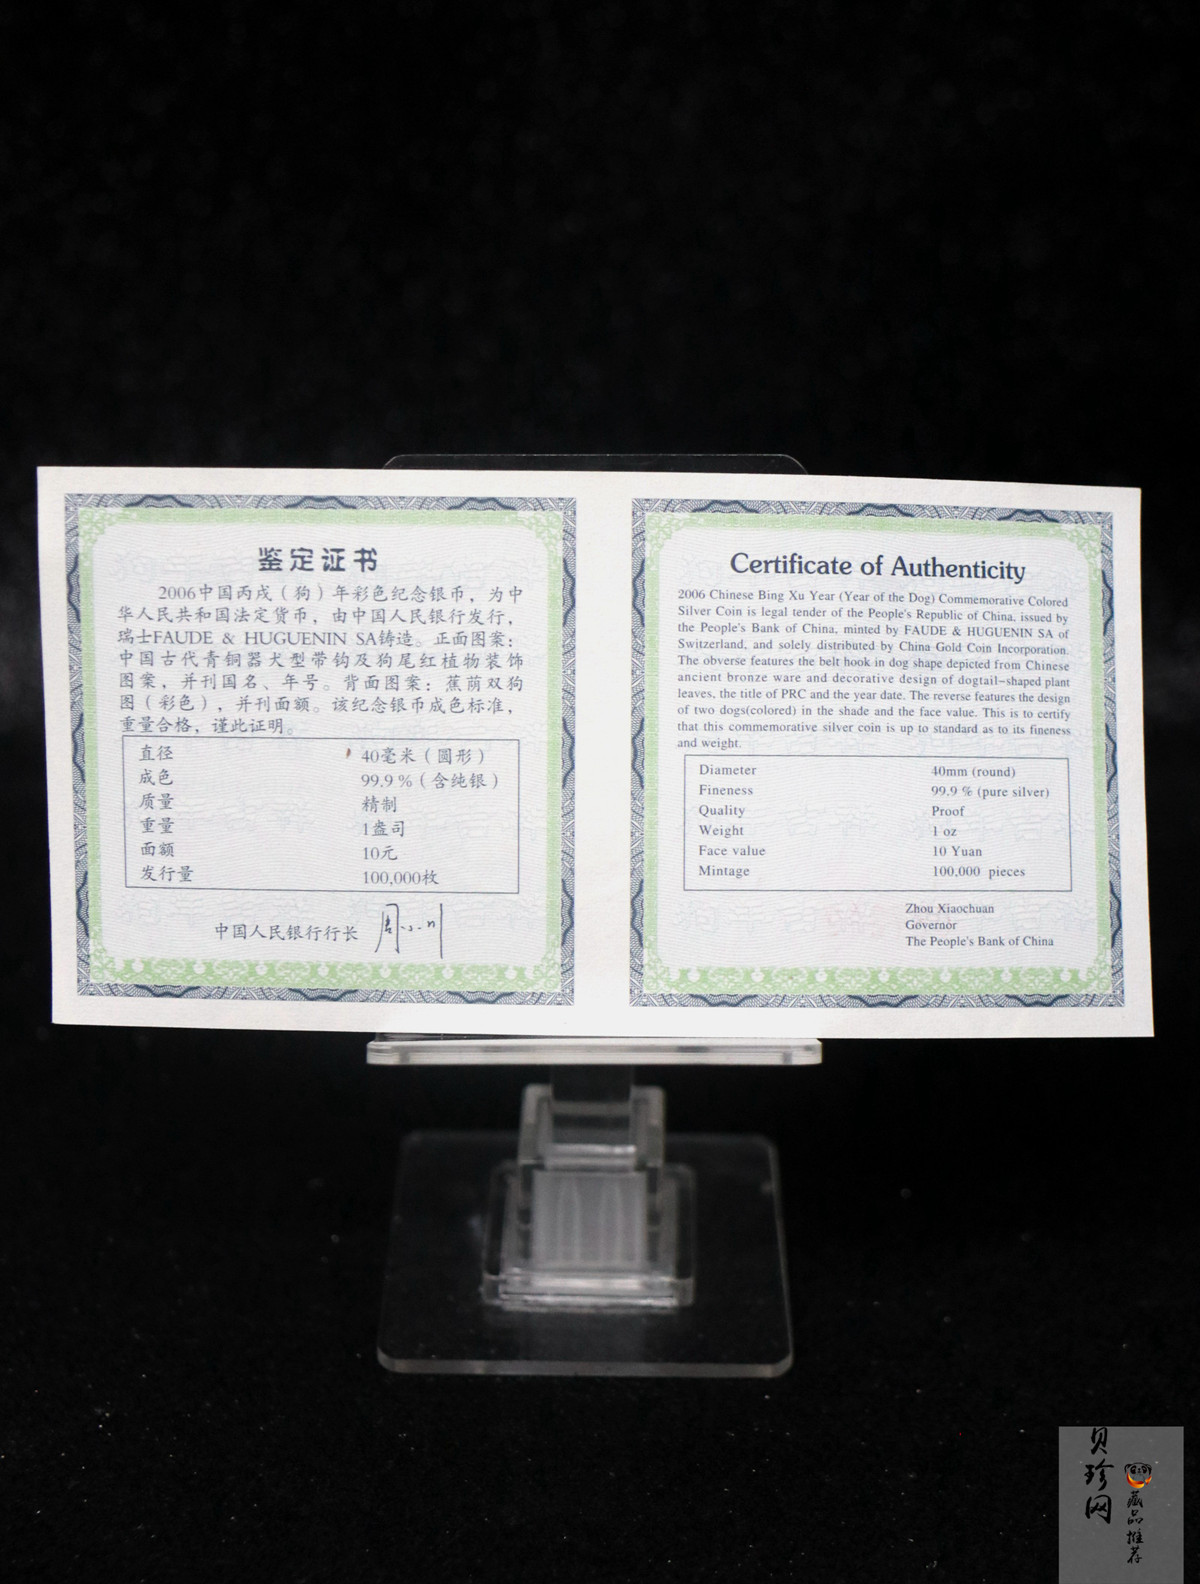 鉴定证书
2006中国丙戌（狗）年彩色纪念银币，为中
华人民共和国法定货币，由中国人民银行发行，
瑞士FAUDE & HUGUENIN SA铸造。正面图案：
中国古代青铜器犬型带钩及狗尾红植物装饰
图案，并刊国名、年号。背面图案：蕉荫双狗
图（彩色），并刊面额。该纪念银币成色标准，
重量合格，谨此证明。
直径 40毫米（圆形）
成色 99.9％（含纯银）
质量 精制
重量 1盎司
面额 10元
发行量 100,000枚
中国人民银行行长 周小川
Certificate of Authenticity
2006 Chinese Bing Xu Year (Year of the Dog) Commemorative Colored
Silver Coin is legal tender of the People's Republic of China, issued by
the People's Bank of China, minted by FAUDE & HUGUENIN SA of
Switzerland, and solely distributed by China Gold Coin Incorporation.
The obverse features the belt hook in dog shape depicted from Chinese
ancient bronze ware and decorative design of dogtail-shaped plant
leaves, the title of PRC and the year date. The reverse features the design
of two dogs(colored) in the shade and the face value. This is to certify
that this commemorative silver coin is up to standard as to its fineness
and weight.
Diameter 40mm (round)
Fineness 99.9 % (pure silver)
Quality Proof
Weight 1 oz
Face value 10 Yuan
Mintage 100,000 pieces
Zhou Xiaochuan
Governor
The People's Bank of China
贝珍网
藏品推荐